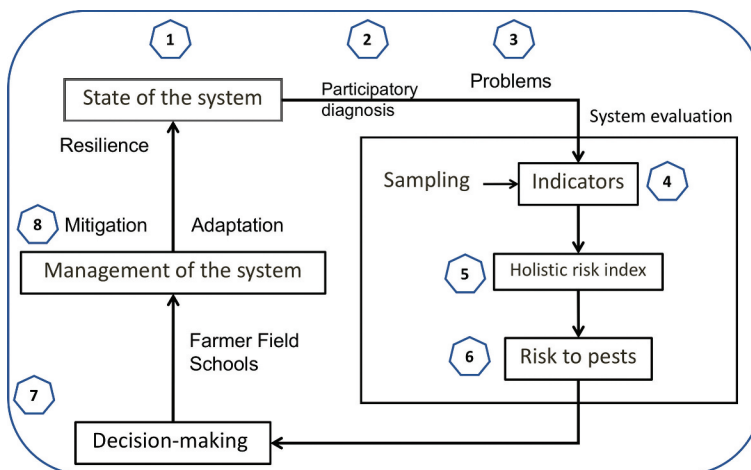 1
2
3
State of the system
Participatory
diagnosis
Problems
System evaluation
Resilience
Sampling
Indicators
4
8
Mitigation
Adaptation
Management of the system
5
Holistic risk index
Farmer Field
Schools
6
Risk to pests
7
Decision-making